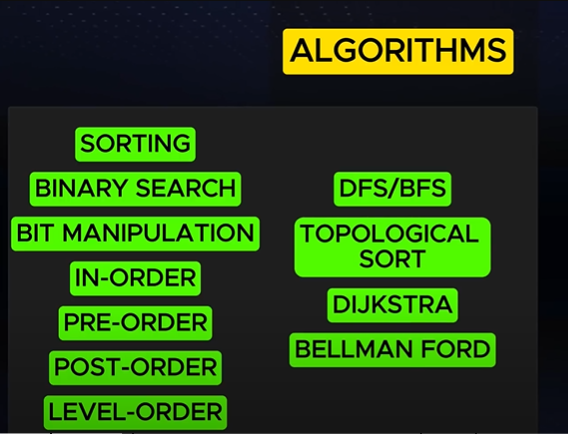 ALGORITHMS
SORTING
BINARY SEARCH
BIT MANIPULATION
IN-ORDER
PRE-ORDER
POST-ORDER
LEVEL-ORDER
DFS/BFS
TOPOLOGICAL
SORT
DIJKSTRA
BELLMAN FORD